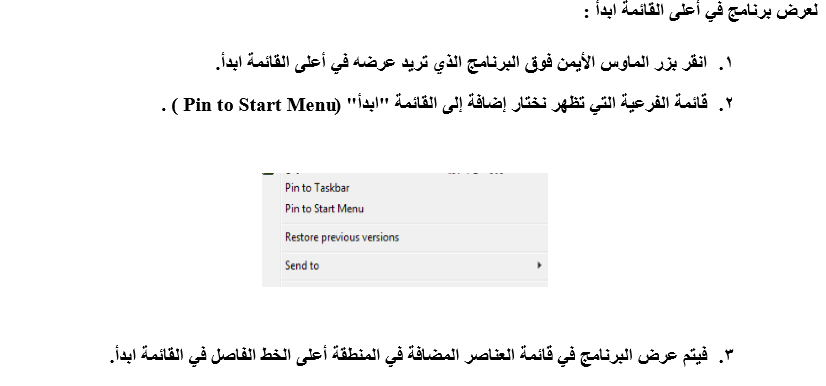 لعرض برنامج في أعلى القائمة ابدأ :
١. انقر بزر الماوس الأيمن فوق البرنامج الذي تريد عرضه في أعلى القائمة ابدأ.
٢. قائمة الفرعية التي تظهر نختار إضافة إلى القائمة "ابدأ" (Pin to Start Menu ) .
Pin to Taskbar
Pin to Start Menu
Restore previous versions
Send to
٣. فيتم عرض البرنامج في قائمة العناصر المضافة في المنطقة أعلى الخط الفاصل في القائمة ابدأ.